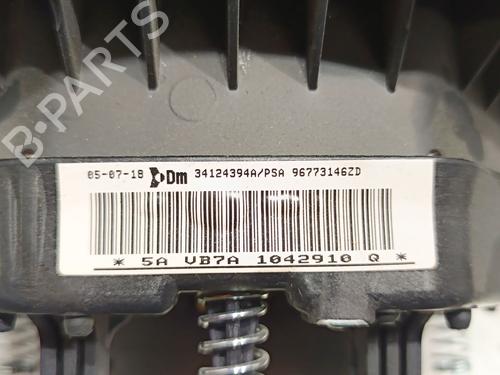 B-PARTS
05-07-18 Dm 34124394A/PSA 96773146ZD
* 5A VB7A 1042910 Q *